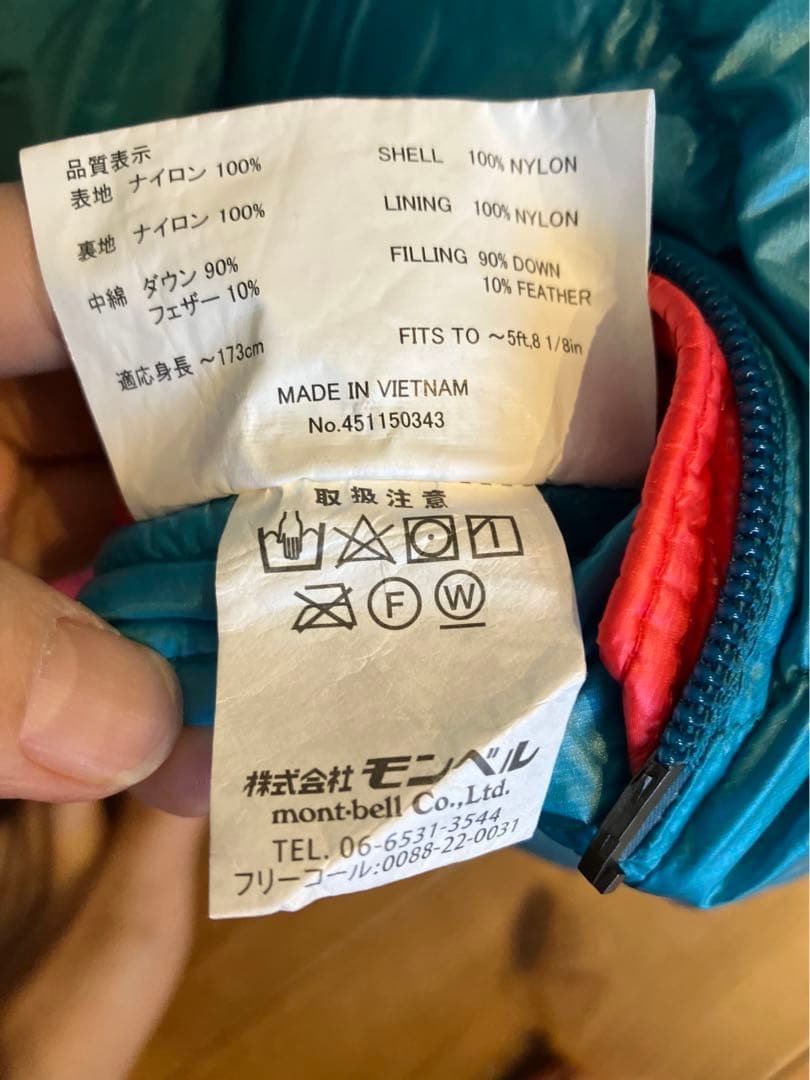 品質表示
表地 ナイロン 100%
裏地 ナイロン 100%
中綿 ダウン 90%
フェザー 10%
適応身長 ～173cm
SHELL 100% NYLON
LINING 100% NYLON
FILLING 90% DOWN
10% FEATHER
FITS TO ～5ft,8 1/8in
MADE IN VIETNAM
No.451150343
取扱注意
F W
株式会社 モンベル
mont-bell Co.,Ltd.
TEL. 06-6531-3544
フリーコール:0088-22-0031